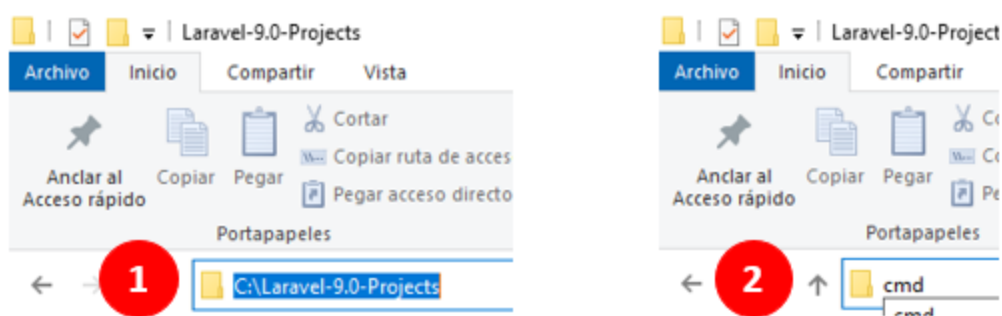 Laravel-9.0-Projects
Archivo Inicio Compartir Vista
Cortar
Copiar ruta de acces
Pegar acceso directo
Anclar al
Acceso rápido
Copiar
Pegar
Portapapeles
1
C:\Laravel-9.0-Projects
Laravel-9.0-Project
Archivo Inicio Compartir
Anclar al
Acceso rápido
Copiar
Pegar
Portapapeles
2
cmd
cmd